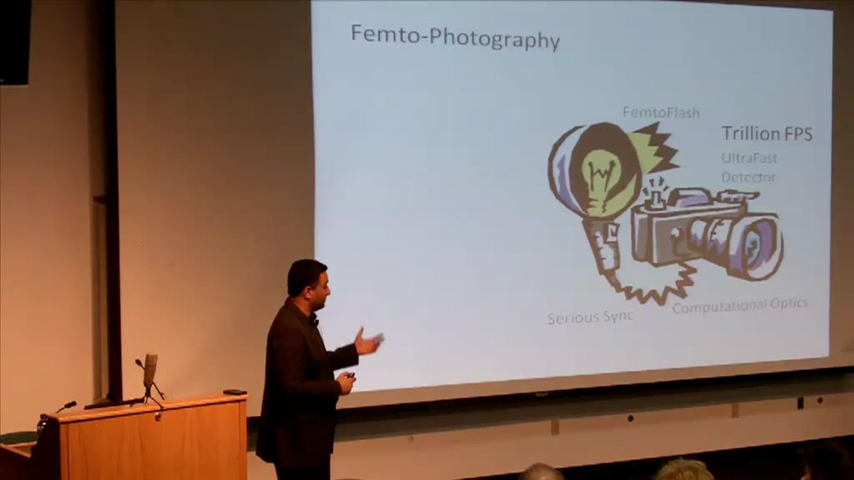 Femto-Photography
FemtoFlash
Trillion FPS
UltraFast
Detector
Serious Sync
Computational Optics